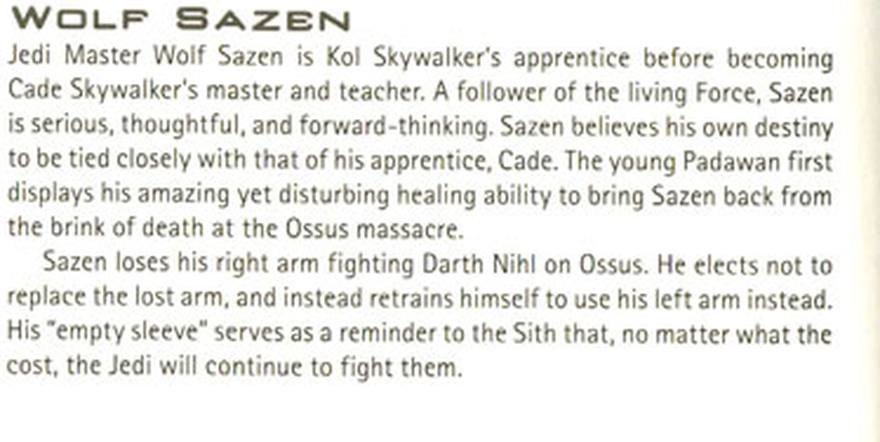 WOLF SAZEN
Jedi Master Wolf Sazen is Kol Skywalker's apprentice before becoming
Cade Skywalker's master and teacher. A follower of the living Force, Sazen
is serious, thoughtful, and forward-thinking. Sazen believes his own destiny
to be tied closely with that of his apprentice, Cade. The young Padawan first
displays his amazing yet disturbing healing ability to bring Sazen back from
the brink of death at the Ossus massacre.
Sazen loses his right arm fighting Darth Nihl on Ossus. He elects not to
replace the lost arm, and instead retrains himself to use his left arm instead.
His "empty sleeve" serves as a reminder to the Sith that, no matter what the
cost, the Jedi will continue to fight them.